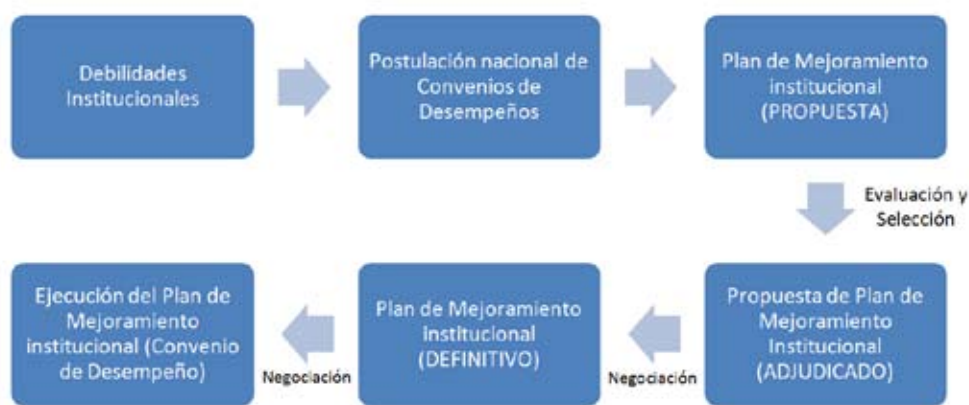 Debilidades
Institucionales
Postulación nacional de
Convenios de
Desempeños
Plan de Mejoramiento
institucional
(PROPUESTA)
Evaluación y
Selección
Propuesta de Plan de
Mejoramiento
Institucional
(ADJUDICADO)
Negociación
Plan de Mejoramiento
Institucional
(DEFINITIVO)
Negociación
Ejecución del Plan de
Mejoramiento
institucional (Convenio
de Desempeño)